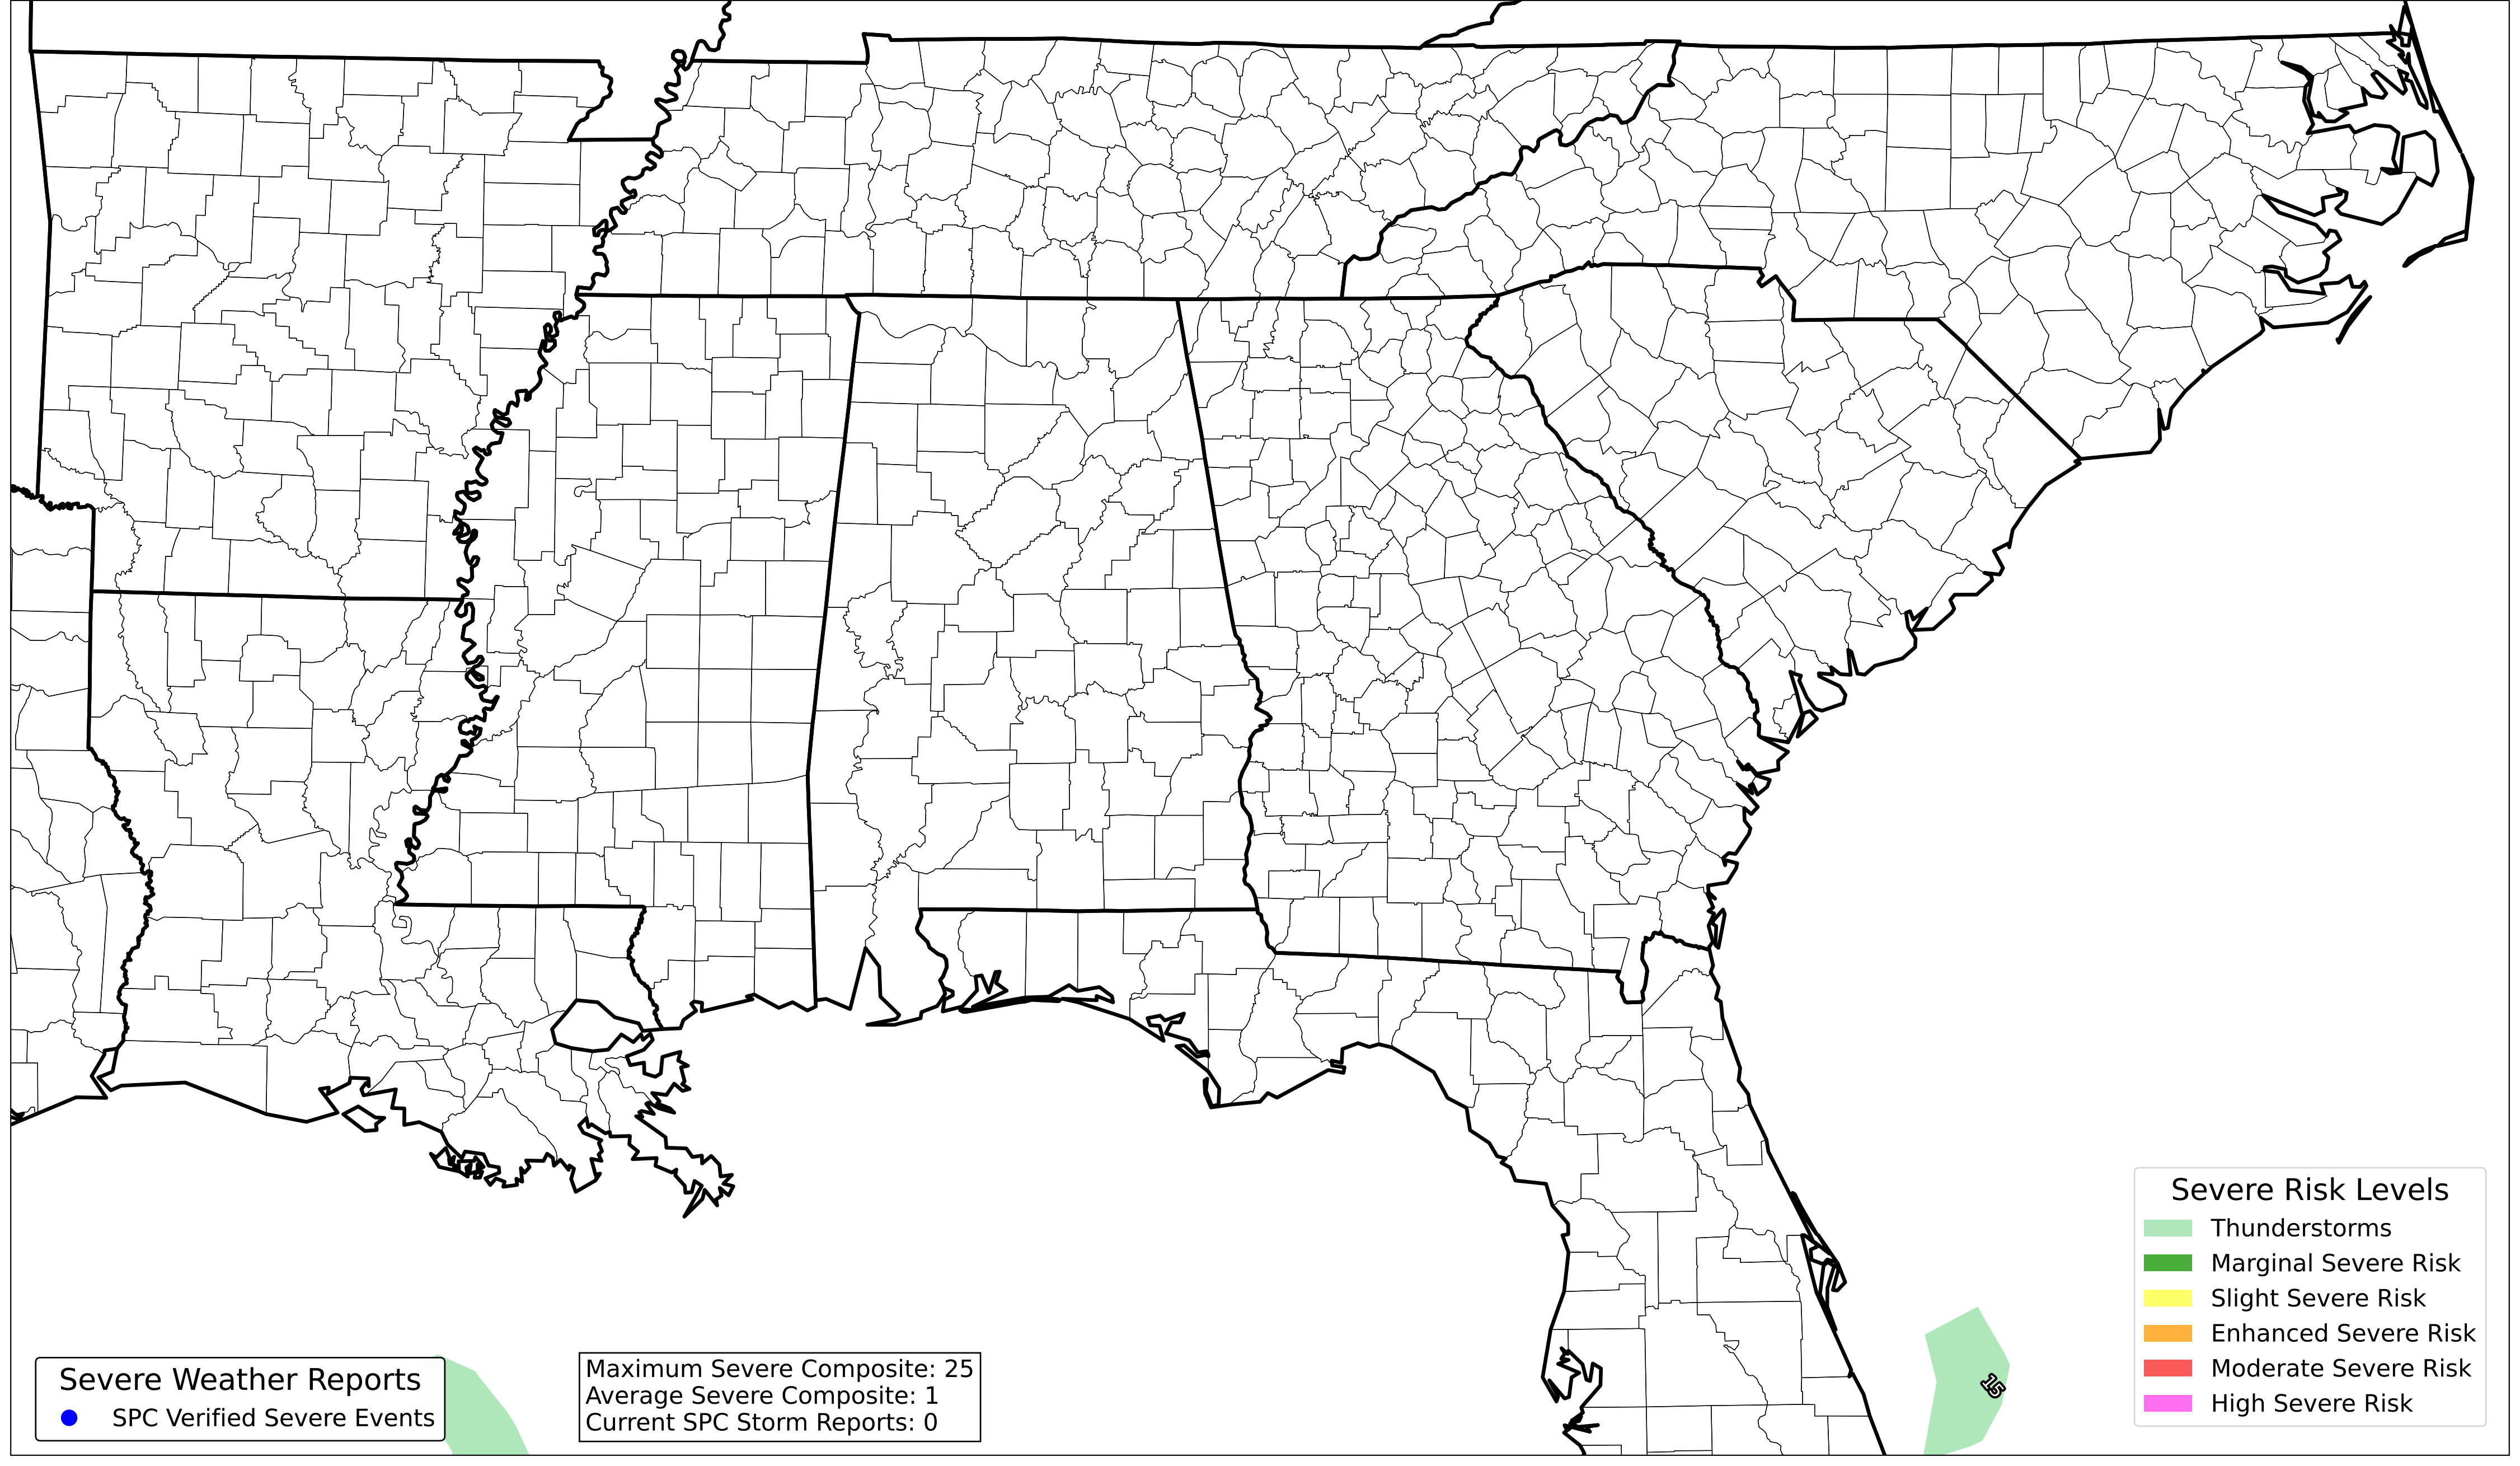 Severe Weather Reports
SPC Verified Severe Events
Maximum Severe Composite: 25
Average Severe Composite: 1
Current SPC Storm Reports: 0
15
Severe Risk Levels
Thunderstorms
Marginal Severe Risk
Slight Severe Risk
Enhanced Severe Risk
Moderate Severe Risk
High Severe Risk